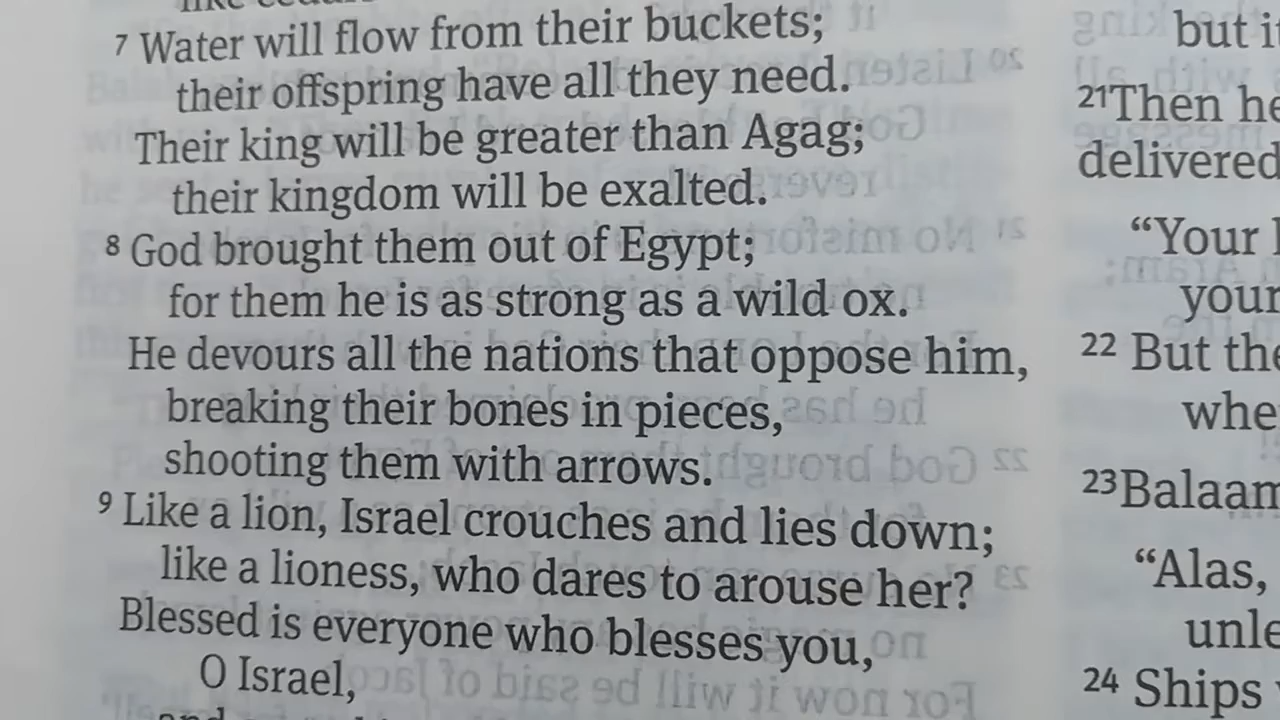 7 Water will flow from their buckets;
their offspring have all they need.
Their king will be greater than Agag;
their kingdom will be exalted.
8 God brought them out of Egypt;
for them he is as strong as a wild ox.
He devours all the nations that oppose him,
breaking their bones in pieces,
shooting them with arrows.
9 Like a lion, Israel crouches and lies down;
like a lioness, who dares to arouse her?
Blessed is everyone who blesses you,
O Israel,
but
21 Then
delivered
“Your
your
22 But
23 Balaam
“Alas,
24 Ships